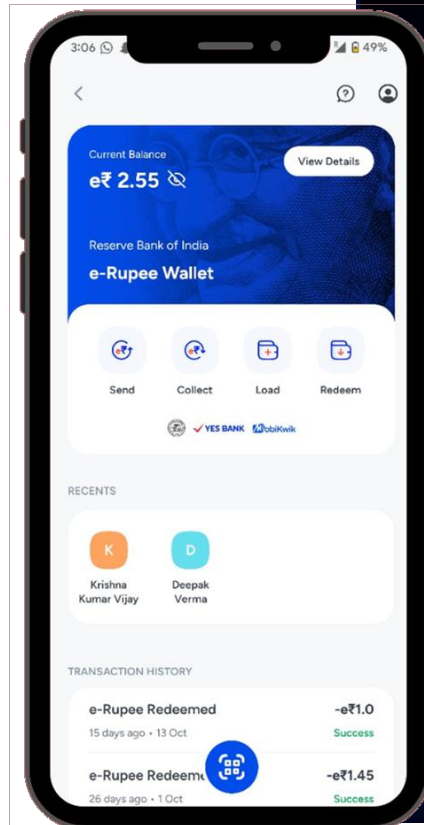 3:06
49%
Current Balance
View Details
e₹ 2.55
Reserve Bank of India
e-Rupee Wallet
e₹ e₹
Send Collect Load Redeem
YES BANK MobiKwik
RECENTS
K D
Krishna Deepak
Kumar Vijay Verma
TRANSACTION HISTORY
e-Rupee Redeemed -e₹1.0
15 days ago • 13 Oct Success
e-Rupee Redeem -e₹1.45
26 days ago • 1 Oct Success